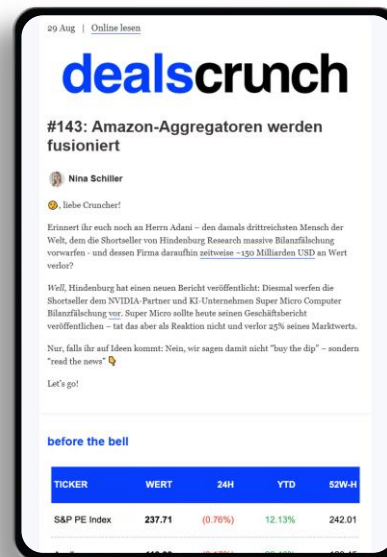 29 Aug | Online lesen
dealscrunch
#143: Amazon-Aggregatoren werden
fusioniert
Nina Schiller
, liebe Cruncher!
Erinnert ihr euch noch an Herrn Adani – den damals drittreichsten Mensch der
Welt, dem die Shortseller von Hindenburg Research massive Bilanzfälschung
vorwarfen - und dessen Firma daraufhin zeitweise ~150 Milliarden USD an Wert
verlor?
Well, Hindenburg hat einen neuen Bericht veröffentlicht: Diesmal werfen die
Shortseller dem NVIDIA-Partner und KI-Unternehmen Super Micro Computer
Bilanzfälschung vor. Super Micro sollte heute seinen Geschäftsbericht
veröffentlichen – tat das aber als Reaktion nicht und verlor 25% seines Marktwerts.
Nur, falls ihr auf Ideen kommt: Nein, wir sagen damit nicht "buy the dip" – sondern
"read the news"
Let's go!
before the bell
TICKER WERT 24H YTD 52W-H
S&P PE Index 237.71 (0.76%) 12.13% 242.01